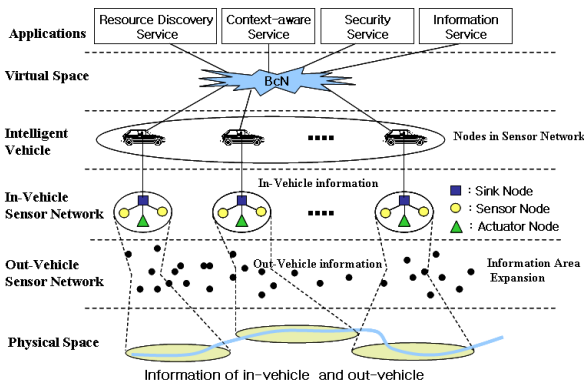 Applications
Resource Discovery
Service
Context-aware
Service
Security
Service
Information
Service
Virtual Space
BcN
Intelligent
Vehicle
Nodes in Sensor Network
In-Vehicle
Sensor Network
In-Vehicle information
: Sink Node
: Sensor Node
: Actuator Node
Out-Vehicle
Sensor Network
Out-Vehicle information
Information Area
Expansion
Physical Space
Information of in-vehicle and out-vehicle